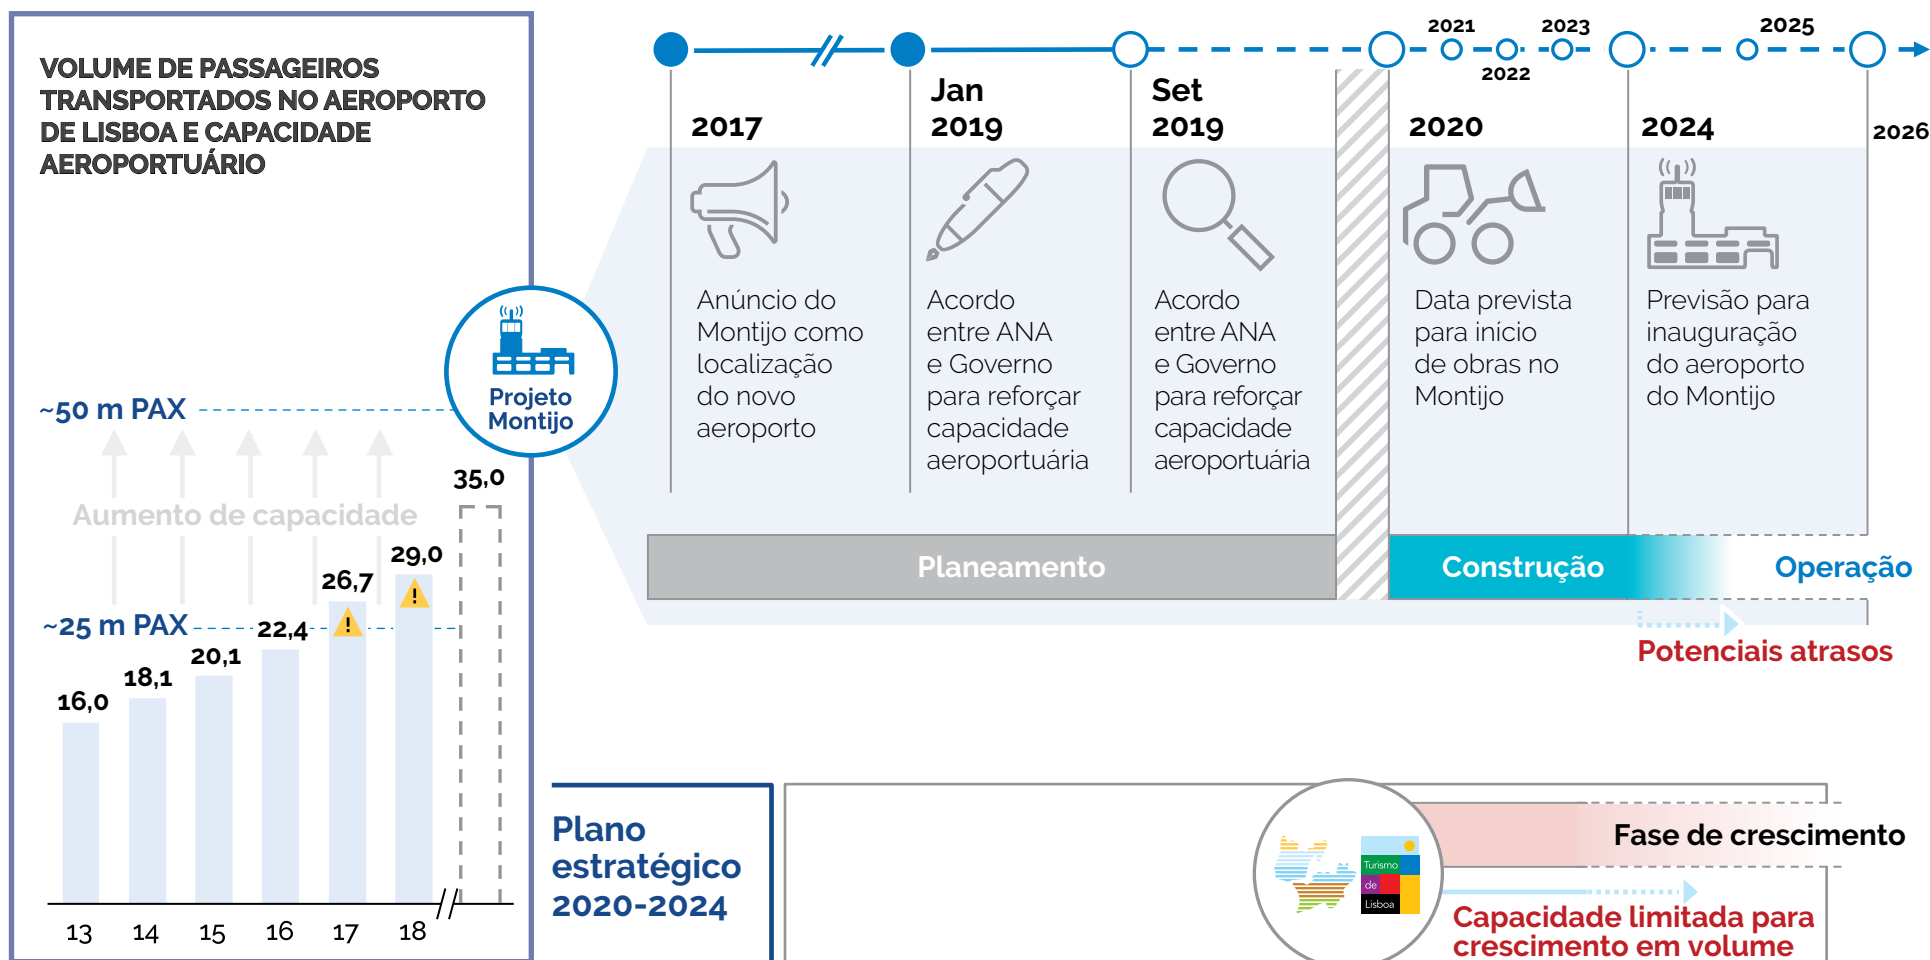 VOLUME DE PASSAGEIROS
TRANSPORTADOS NO AEROPORTO
DE LISBOA E CAPACIDADE
AEROPORTUÁRIO
~50 m PAX
Aumento de capacidade
~25 m PAX
16,0
18,1
20,1
22,4
26,7
29,0
35,0
!
!
13
14
15
16
17
18
Projeto
Montijo
2021
2022
2023
2025
2026
2017
Anúncio do
Montijo como
localização
do novo
aeroporto
Jan
2019
Acordo
entre ANA
e Governo
para reforçar
capacidade
aeroportuária
Set
2019
Acordo
entre ANA
e Governo
para reforçar
capacidade
aeroportuária
2020
Data prevista
para início
de obras no
Montijo
2024
Previsão para
inauguração
do aeroporto
do Montijo
Planeamento
Construção
Operação
Potenciais atrasos
Plano
estratégico
2020-2024
Turismo
de
Lisboa
Fase de crescimento
Capacidade limitada para
crescimento em volume